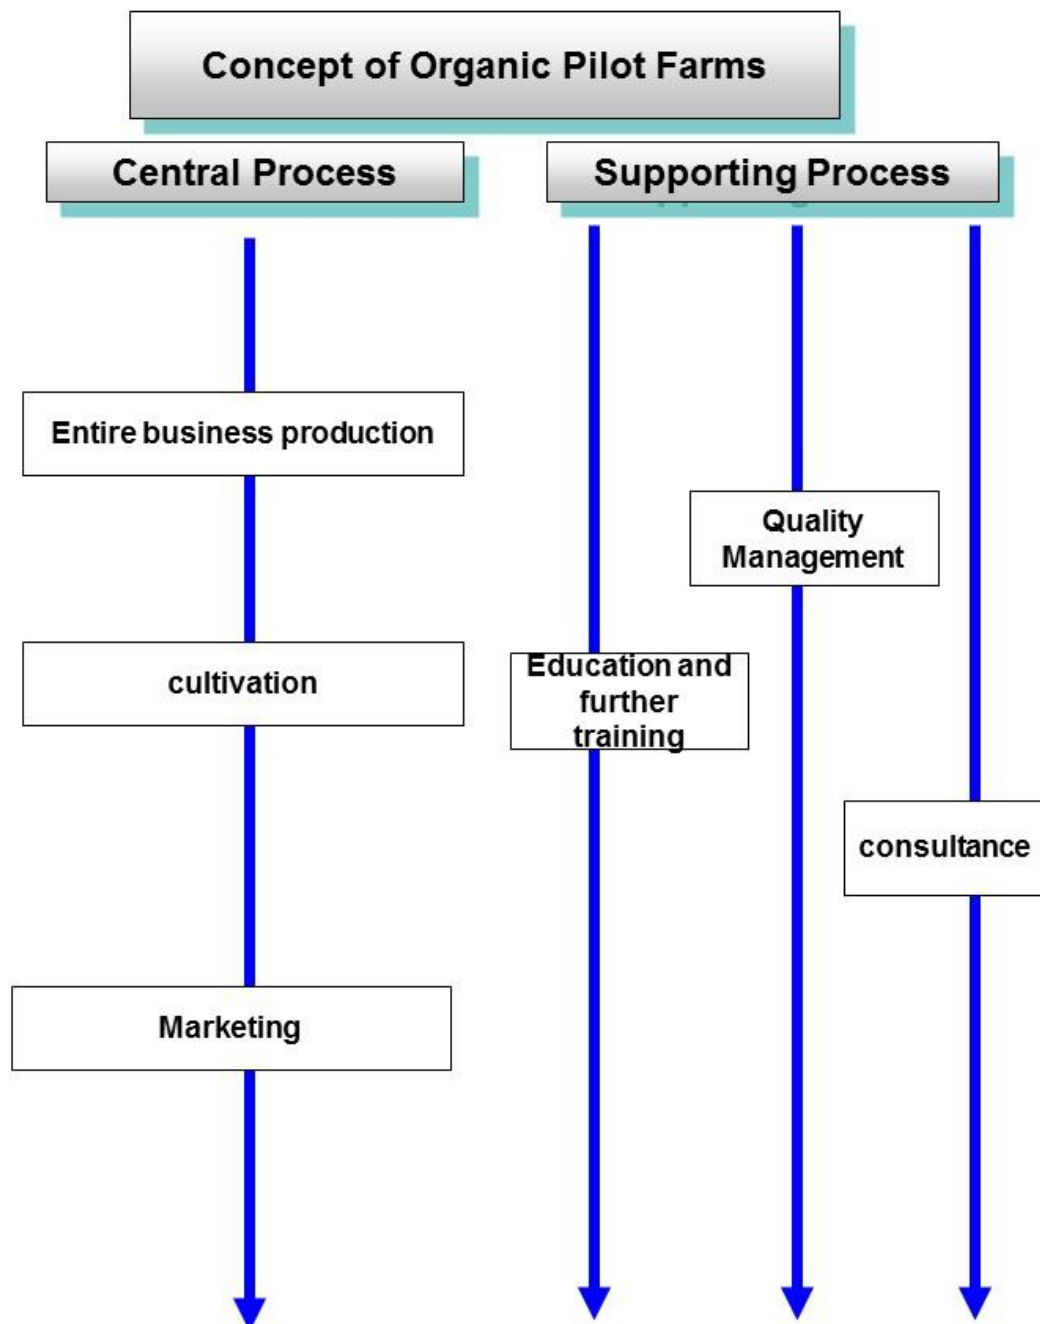 Concept of Organic Pilot Farms
Central Process
Supporting Process
Entire business production
Quality
Management
cultivation
Education and
further
training
consultance
Marketing